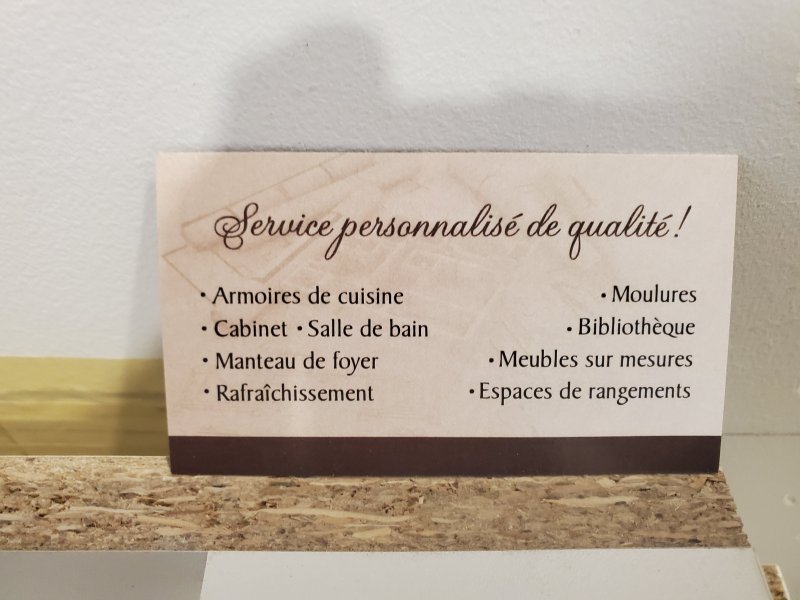 Service personnalisé de qualité !
• Armoires de cuisine
• Cabinet • Salle de bain
• Manteau de foyer
• Rafraîchissement
• Moulures
• Bibliothèque
• Meubles sur mesures
• Espaces de rangements